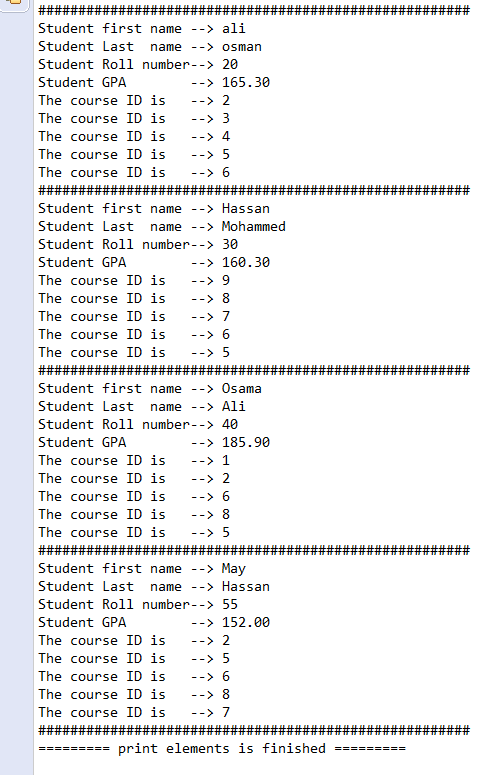 ######################################################
Student first name --> ali
Student Last  name --> osman
Student Roll number--> 20
Student GPA        --> 165.30
The course ID is   --> 2
The course ID is   --> 3
The course ID is   --> 4
The course ID is   --> 5
The course ID is   --> 6
######################################################
Student first name --> Hassan
Student Last  name --> Mohammed
Student Roll number--> 30
Student GPA        --> 160.30
The course ID is   --> 9
The course ID is   --> 8
The course ID is   --> 7
The course ID is   --> 6
The course ID is   --> 5
######################################################
Student first name --> Osama
Student Last  name --> Ali
Student Roll number--> 40
Student GPA        --> 185.90
The course ID is   --> 1
The course ID is   --> 2
The course ID is   --> 6
The course ID is   --> 8
The course ID is   --> 5
######################################################
Student first name --> May
Student Last  name --> Hassan
Student Roll number--> 55
Student GPA        --> 152.00
The course ID is   --> 2
The course ID is   --> 5
The course ID is   --> 6
The course ID is   --> 8
The course ID is   --> 7
######################################################
========= print elements is finished =========